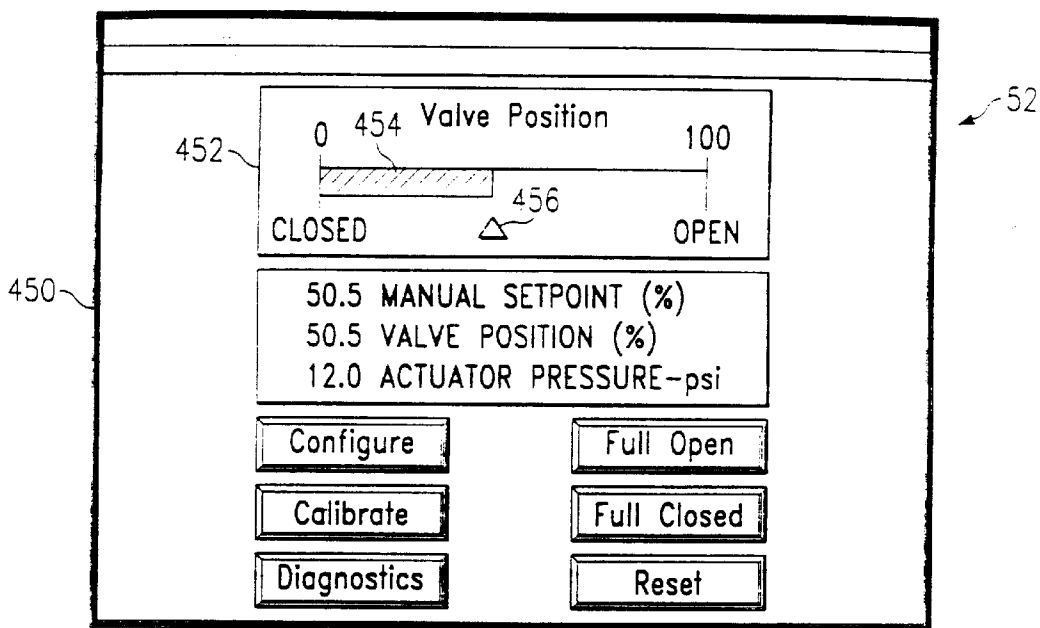 Valve Position
0 454 100
452
456
CLOSED OPEN
52
450
50.5 MANUAL SETPOINT (%)
50.5 VALVE POSITION (%)
12.0 ACTUATOR PRESSURE-psi
Configure Full Open
Calibrate Full Closed
Diagnostics Reset